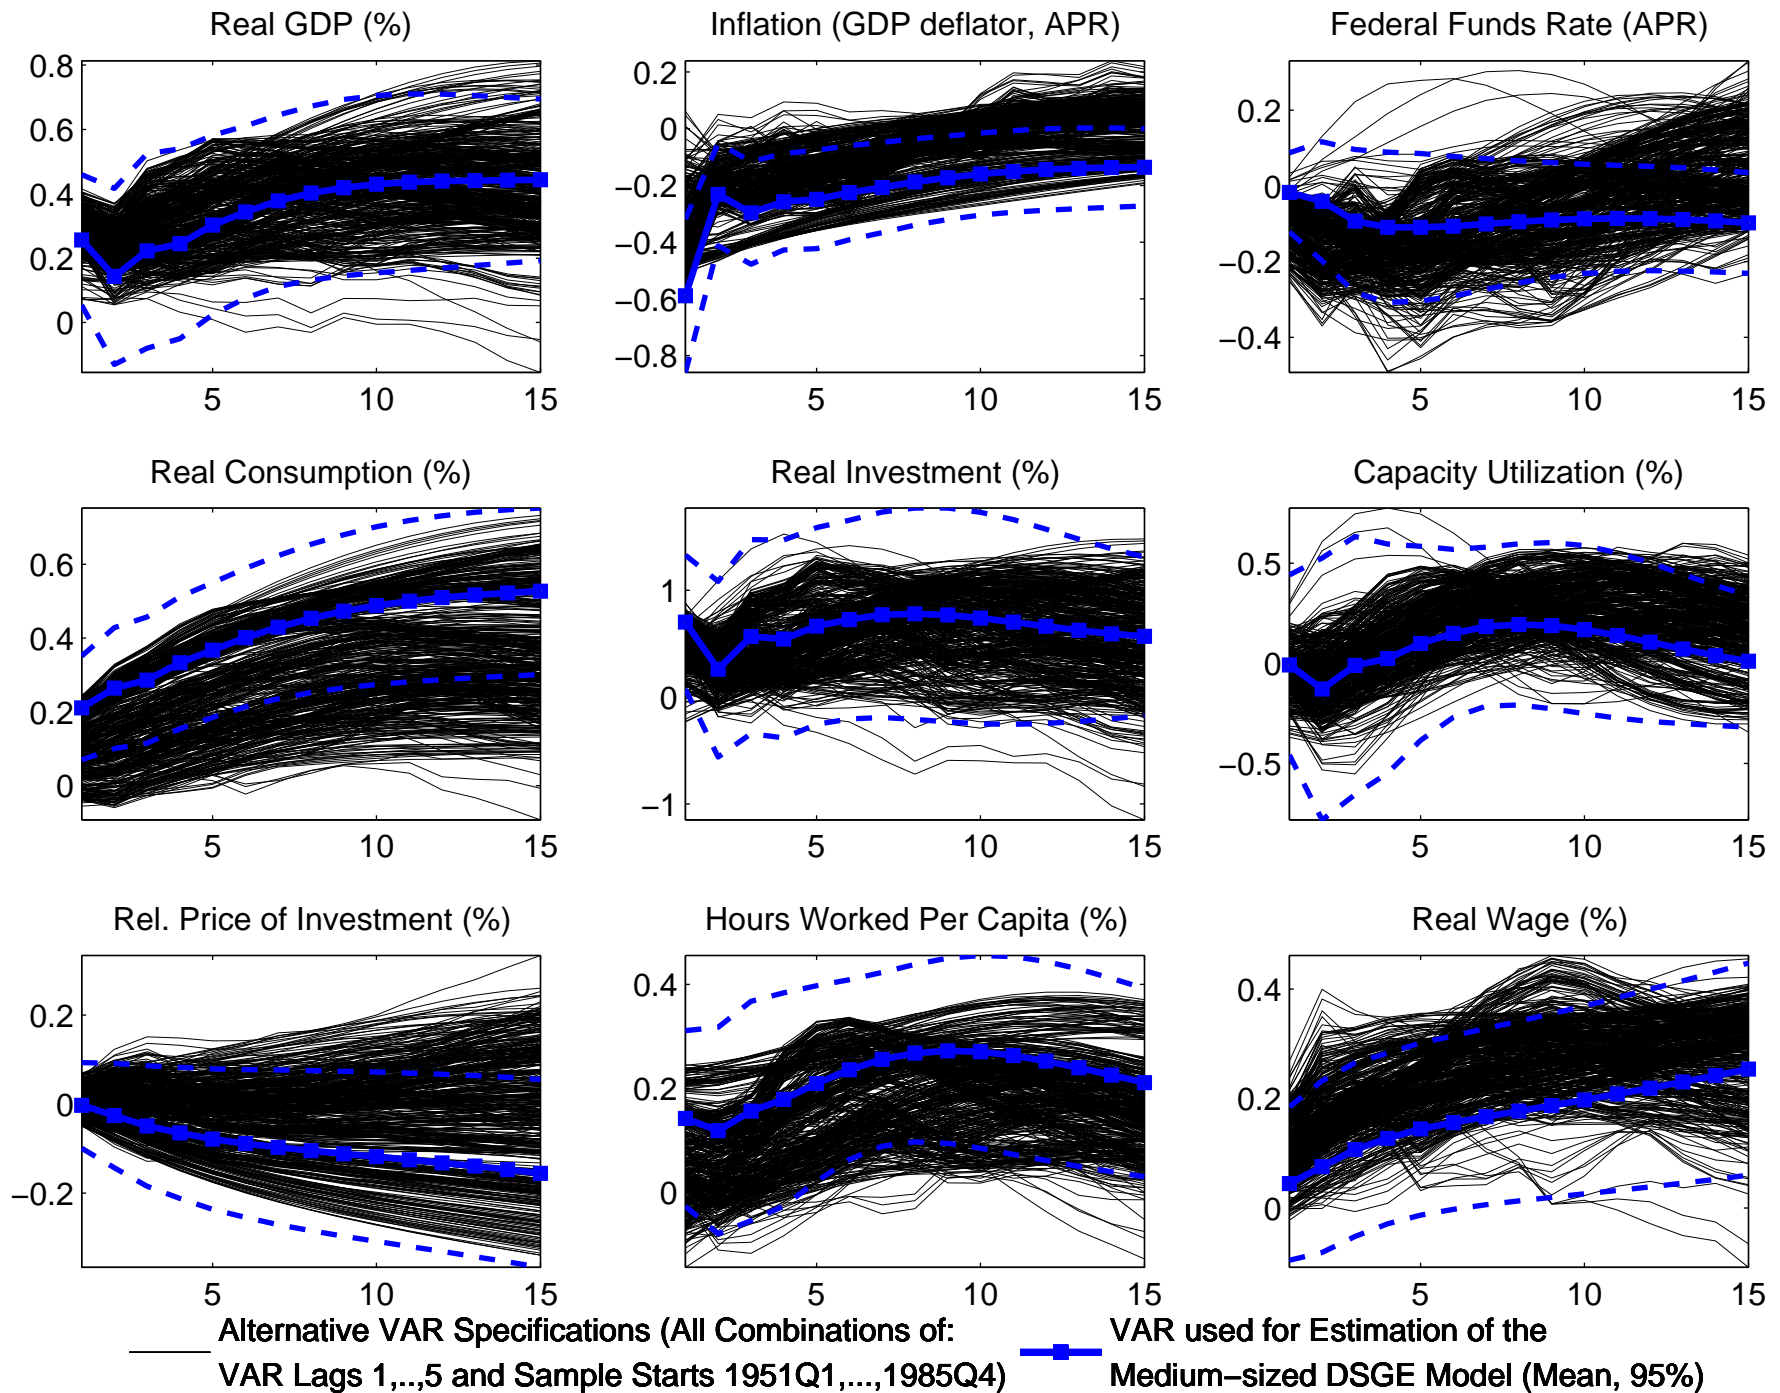 Real GDP (%) Inflation (GDP deflator, APR) Federal Funds Rate (APR)
0.8
0.6
0.4
0.2
0
5 10 15
0.2
0
−0.2
−0.4
−0.6
−0.8
5 10 15
0.2
0
−0.2
−0.4
5 10 15
Real Consumption (%) Real Investment (%) Capacity Utilization (%)
0.6
0.4
0.2
0
5 10 15
1
0
−1
5 10 15
0.5
0
−0.5
5 10 15
Rel. Price of Investment (%) Hours Worked Per Capita (%) Real Wage (%)
0.2
0
−0.2
5 10 15
0.4
0.2
0
5 10 15
0.4
0.2
0
5 10 15
Alternative VAR Specifications (All Combinations of:
VAR Lags 1,..,5 and Sample Starts 1951Q1,...,1985Q4)
VAR used for Estimation of the
Medium−sized DSGE Model (Mean, 95%)